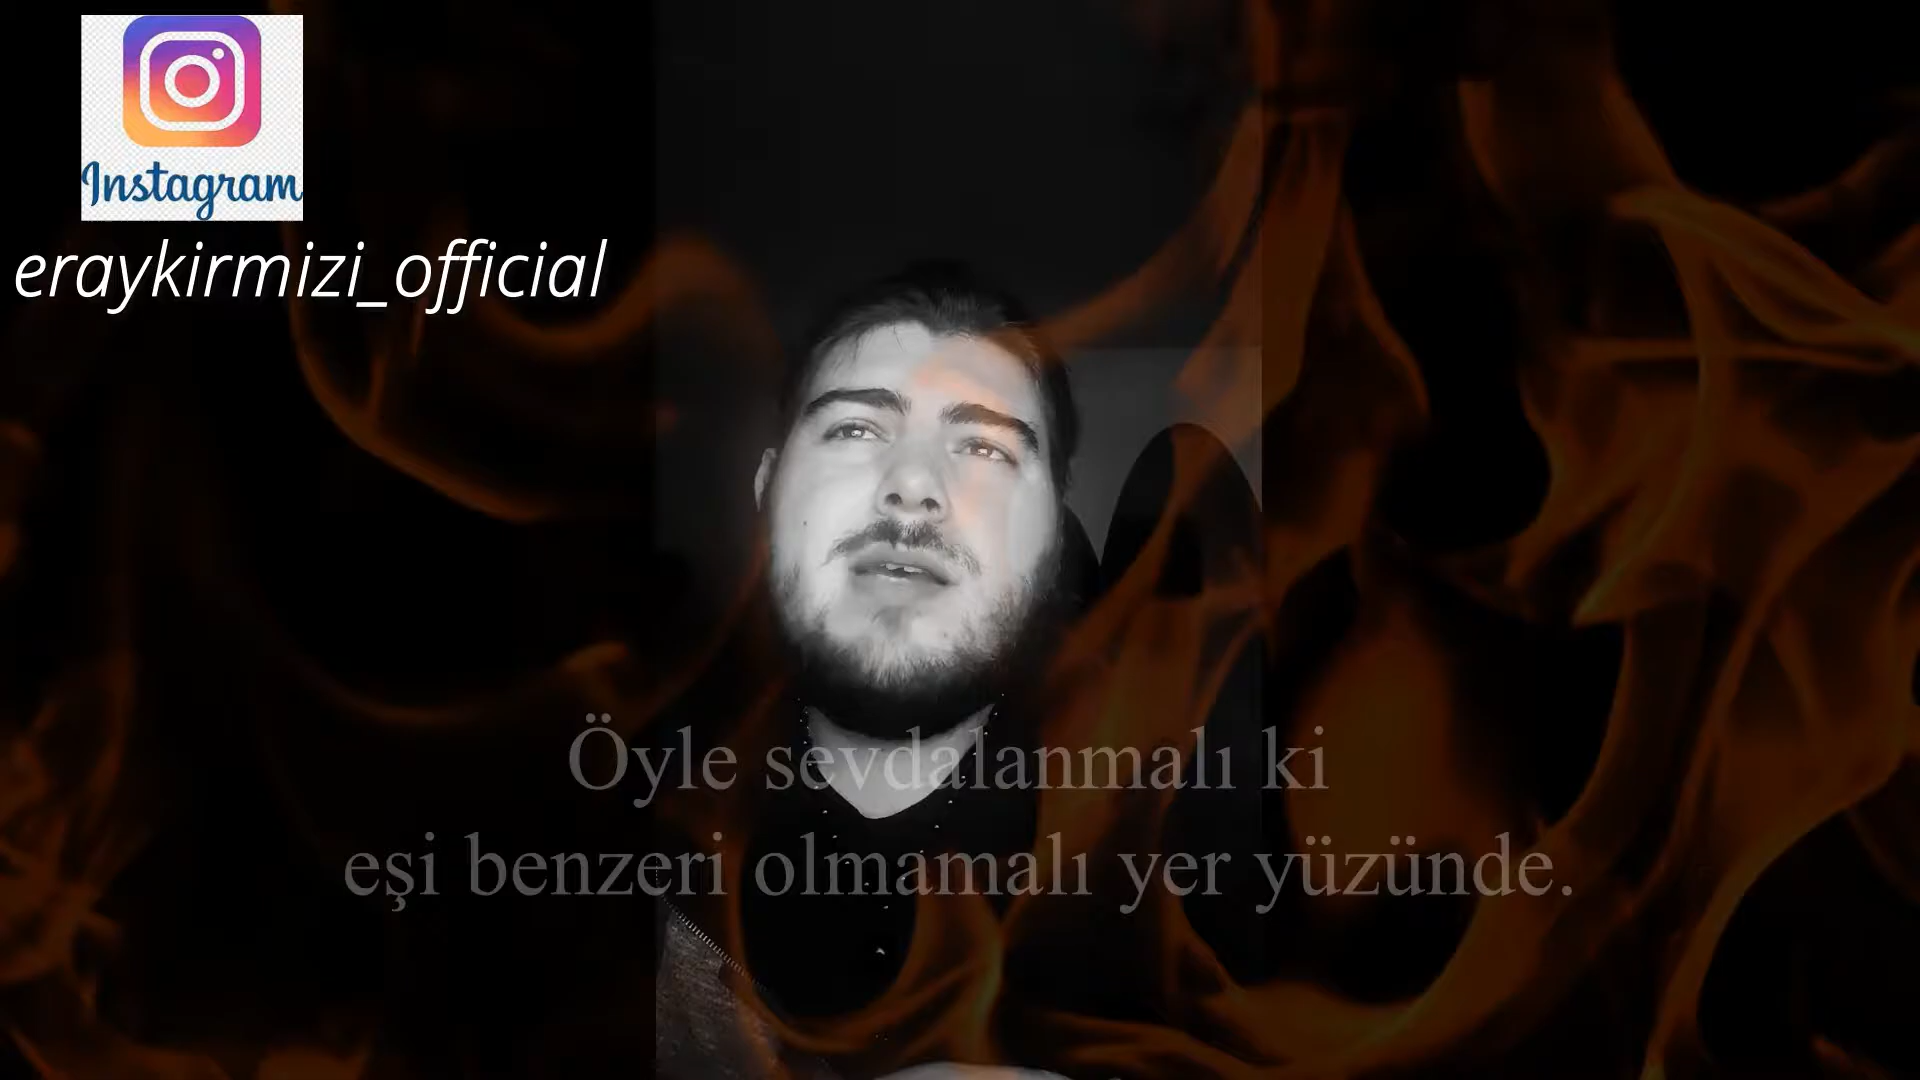 Instagram
eraykirmizi_official
Öyle sevdalanmalı ki
eşi benzeri olmamalı yer yüzünde.